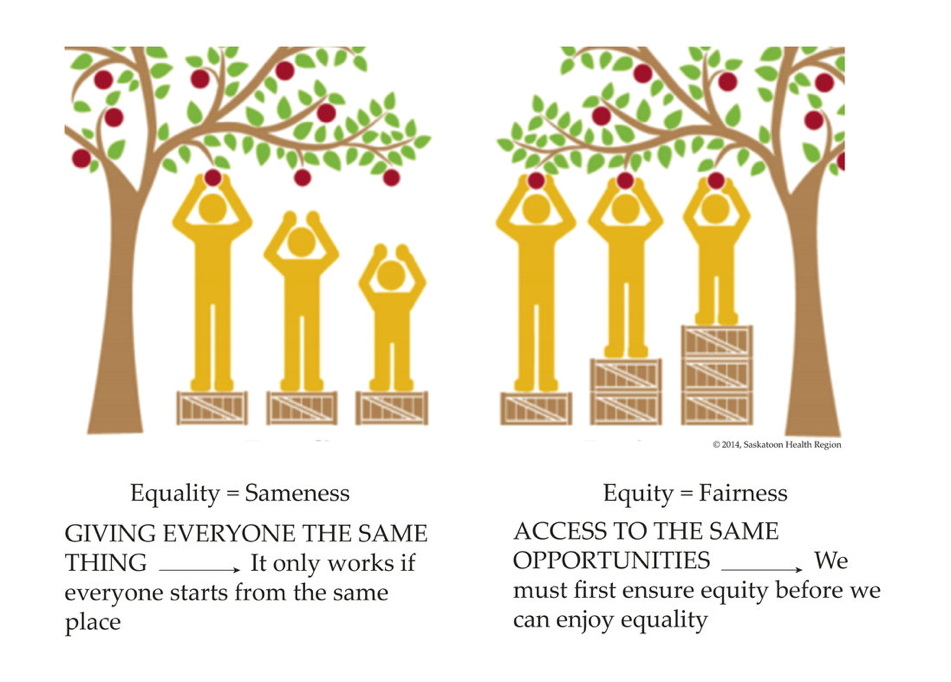 © 2014, Saskatoon Health Region
Equality = Sameness
GIVING EVERYONE THE SAME
THING → It only works if
everyone starts from the same
place
Equity = Fairness
ACCESS TO THE SAME
OPPORTUNITIES → We
must first ensure equity before we
can enjoy equality